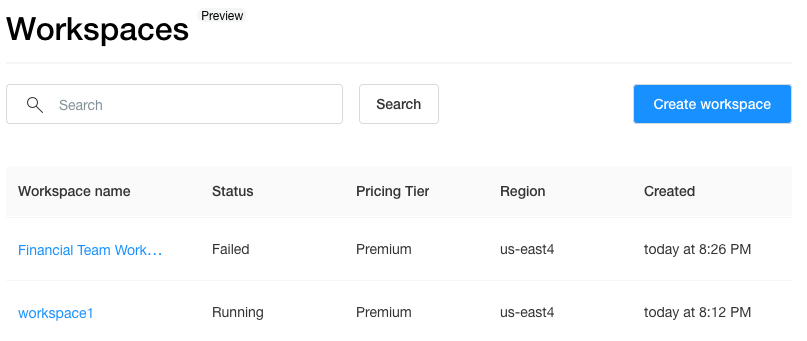 Workspaces Preview
Search Search Create workspace
Workspace name Status Pricing Tier Region Created
Financial Team Work... Failed Premium us-east4 today at 8:26 PM
workspace1 Running Premium us-east4 today at 8:12 PM